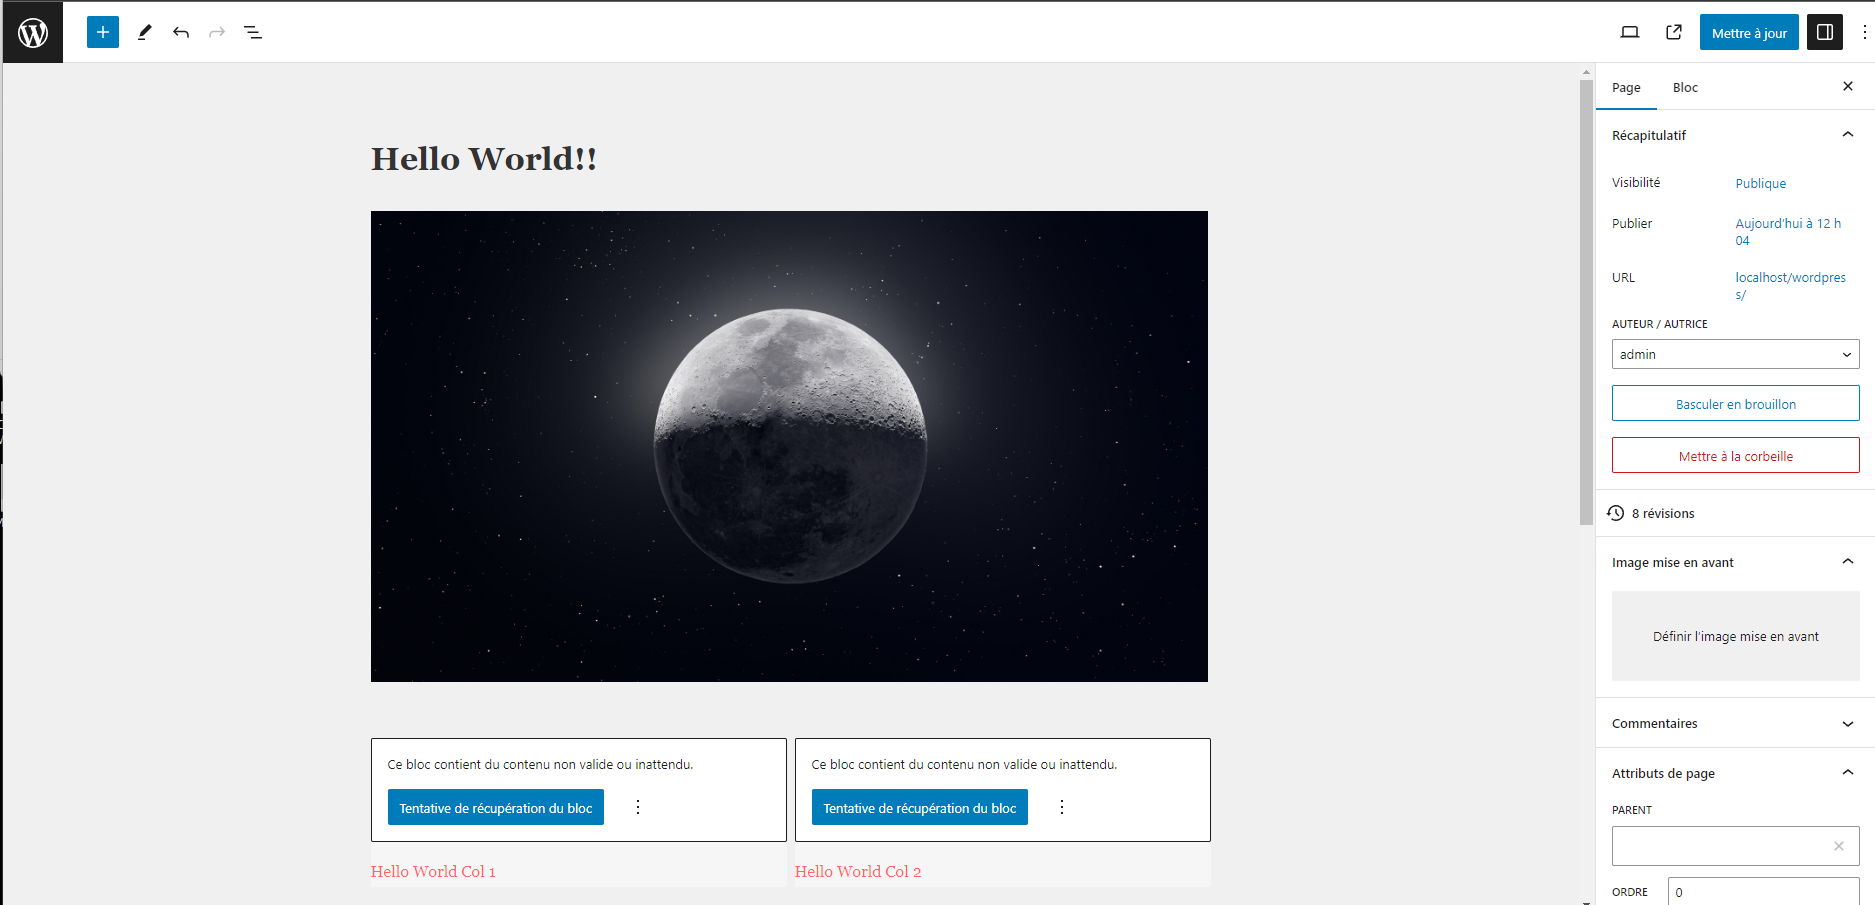 Mettre à jour
Page
Bloc
Récapitulatif
Visibilité
Publique
Publier
Aujourd'hui à 12 h
04
URL
localhost/wordpres
s/
AUTEUR / AUTRICE
admin
Basculer en brouillon
Mettre à la corbeille
8 révisions
Image mise en avant
Définir l'image mise en avant
Commentaires
Attributs de page
PARENT
ORDRE
0
Hello World!!
Ce bloc contient du contenu non valide ou inattendu.
Tentative de récupération du bloc
Hello World Col 1
Ce bloc contient du contenu non valide ou inattendu.
Tentative de récupération du bloc
Hello World Col 2